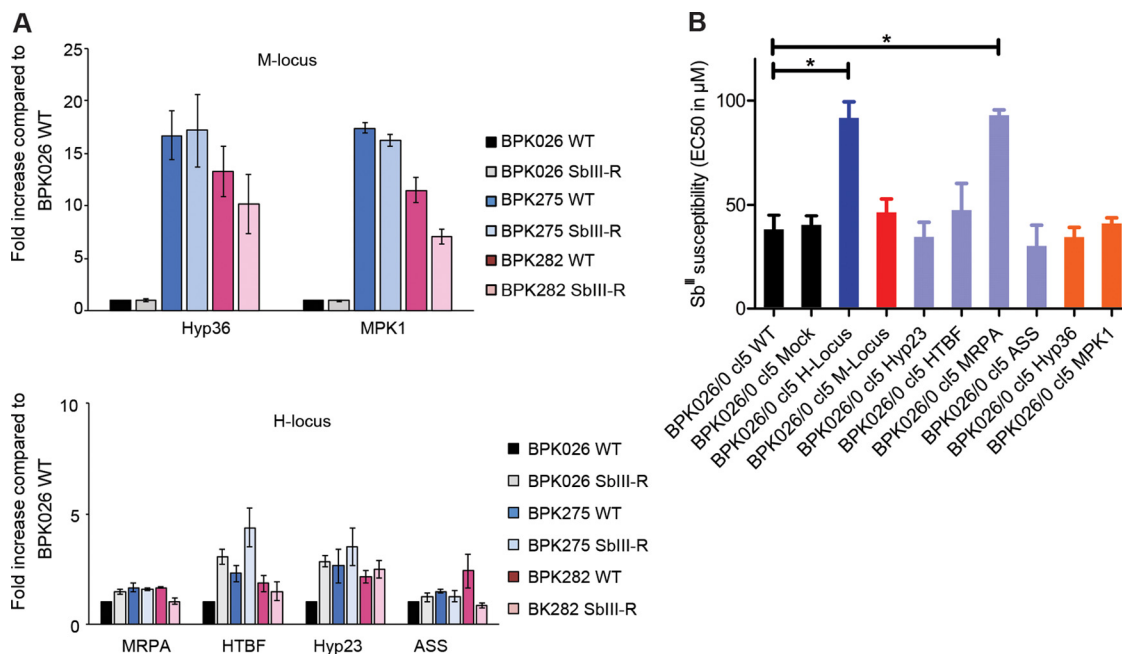 A
Fold increase compared to
BPK026 WT
25
20
15
10
5
0
M-locus
Hyp36
MPK1
BPK026 WT
BPK026 SbIII-R
BPK275 WT
BPK275 SbIII-R
BPK282 WT
BPK282 SbIII-R
Fold increase compared to
BPK026 WT
10
5
0
H-locus
MRPA
HTBF
Hyp23
ASS
BPK026 WT
BPK026 SbIII-R
BPK275 WT
BPK275 SbIII-R
BPK282 WT
BK282 SbIII-R
B
*
*
Sbᴵᴵᴵ susceptibility (EC50 in µM)
100
50
0
BPK026/0 cl5 WT
BPK026/0 cl5 Mock
BPK026/0 cl5 H-Locus
BPK026/0 cl5 M-Locus
BPK026/0 cl5 Hyp23
BPK026/0 cl5 HTBF
BPK026/0 cl5 MRPA
BPK026/0 cl5 ASS
BPK026/0 cl5 Hyp36
BPK026/0 cl5 MPK1